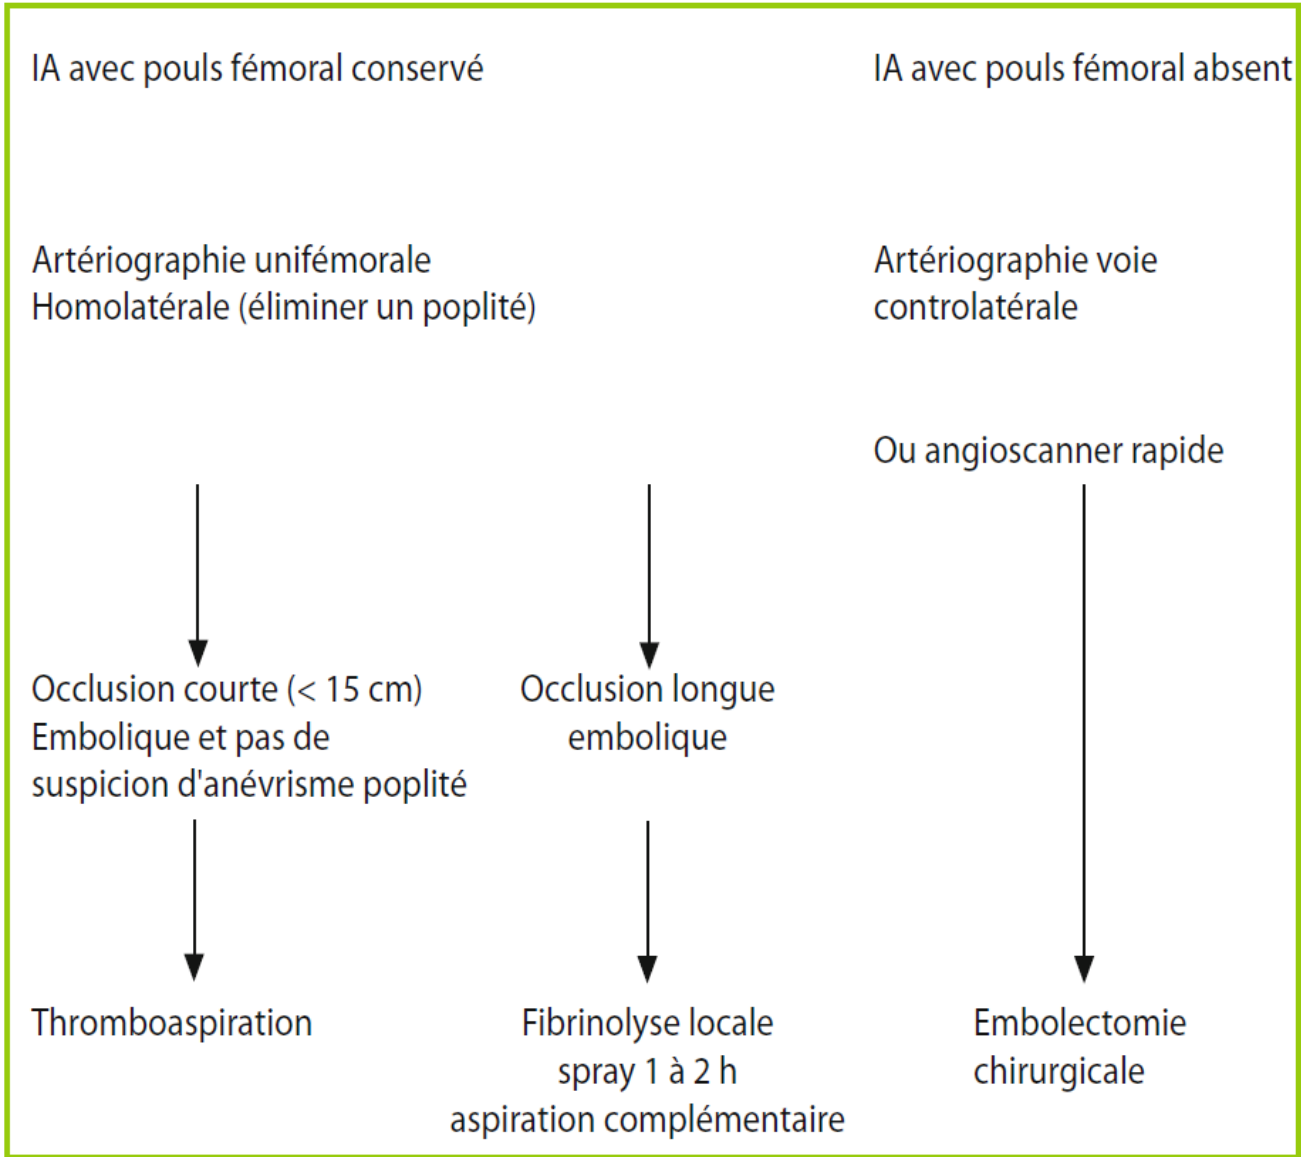 IA avec pouls fémoral conservé
IA avec pouls fémoral absent
Artériographie unifémorale
Homolatérale (éliminer un poplité)
Artériographie voie
controlatérale
Ou angioscanner rapide
Occlusion courte (< 15 cm)
Embolique et pas de
suspicion d'anévrisme poplité
Occlusion longue
embolique
Thromboaspiration
Fibrinolyse locale
spray 1 à 2 h
aspiration complémentaire
Embolectomie
chirurgicale